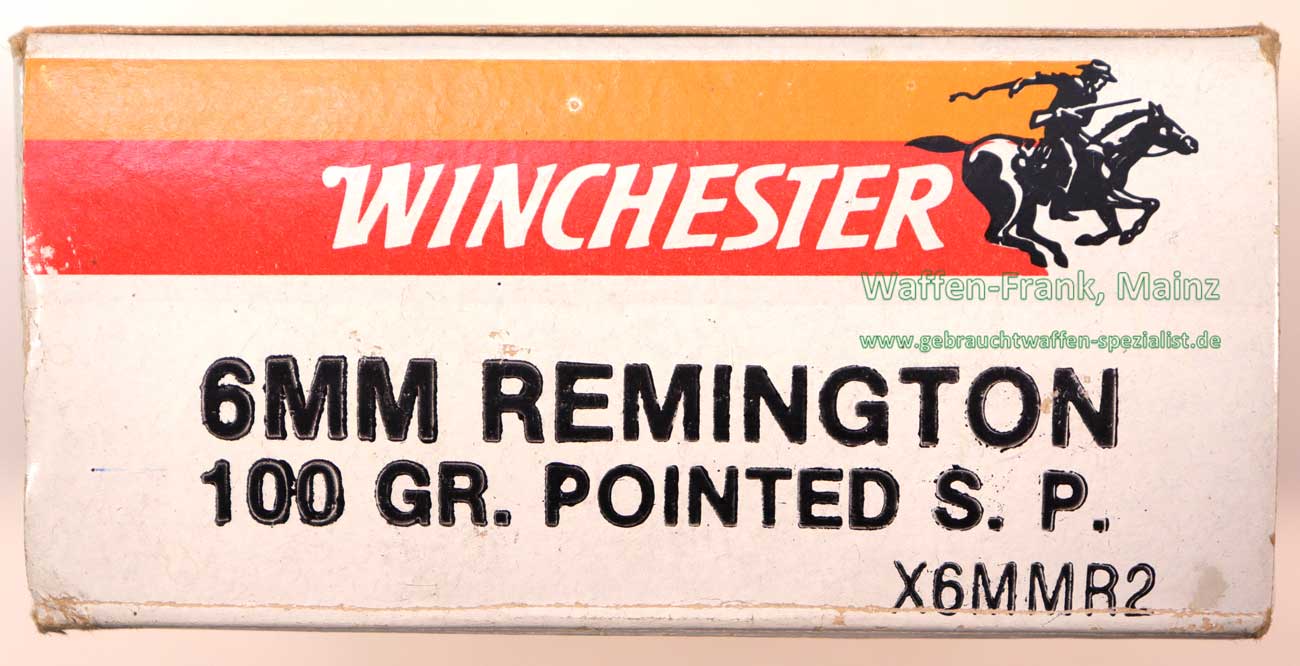 WINCHESTER
Waffen-Frank, Mainz
www.gebrauchtwaffen-spezialist.de
6MM REMINGTON
100 GR. POINTED S. P.
X6MMR2